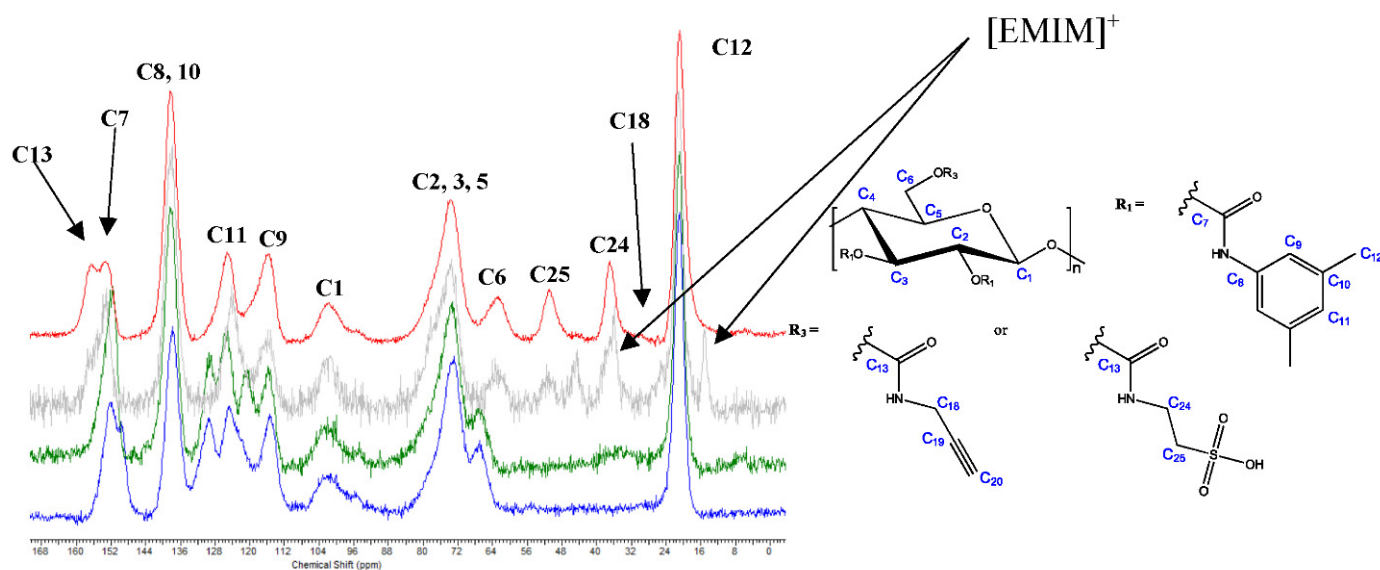 [EMIM]+
C12
C8, 10
C7
C18
C13
C2, 3, 5
C11
C9
C24
C6
C25
C1
168 160 152 144 136 128 120 112 104 96 88 80 72 64 56 48 40 32 24 16 8 0
Chemical Shift (ppm)
C6
OR3
C4
C5
O
C2
O
R1O
C3
OR1
C1
n
R1 =
O
C7
NH
C9
C12
C8
C10
C11
R3 =
or
O
C13
NH
C18
C19
C20
O
C13
NH
C24
O
C25
S
OH
O